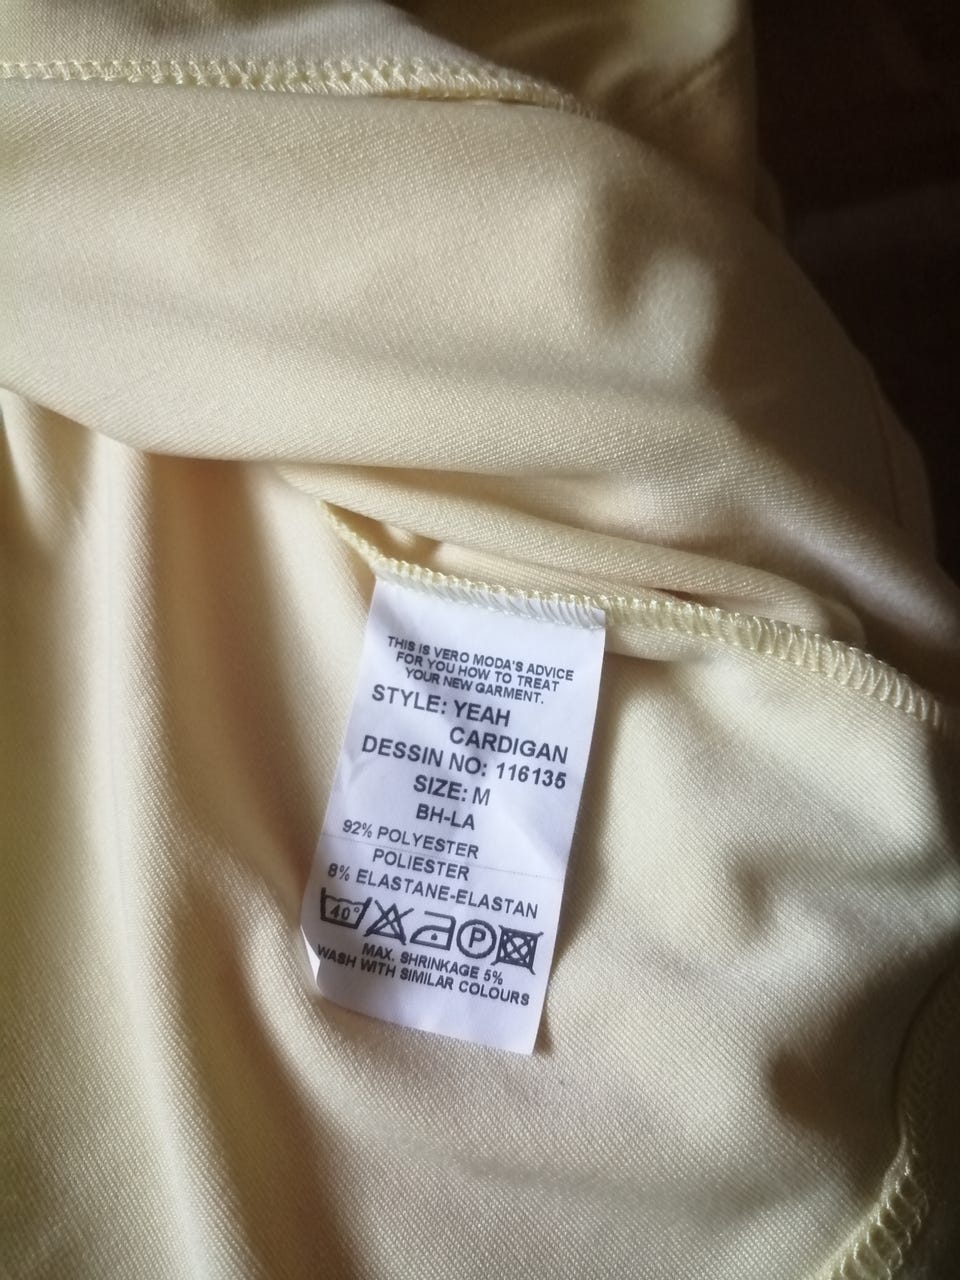 THIS IS VERO MODA'S ADVICE
FOR YOU HOW TO TREAT
YOUR NEW GARMENT.
STYLE: YEAH
CARDIGAN
DESSIN NO: 116135
SIZE: M
BH-LA
92% POLYESTER
POLIESTER
8% ELASTANE-ELASTAN
40° P
MAX. SHRINKAGE 5%
WASH WITH SIMILAR COLOURS